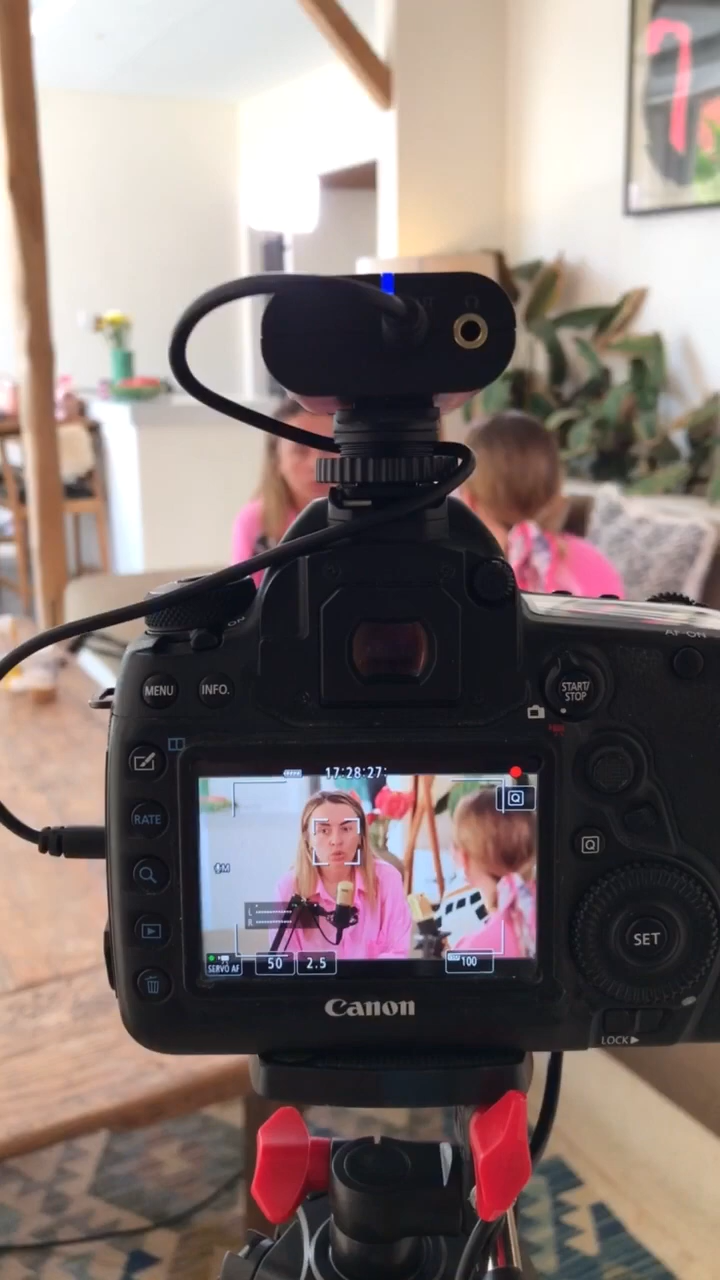 ON
AF-ON
MENU
INFO.
START/
STOP
RATE
17:28:27:
Q
Q
L
R
SERVO AF
50
2.5
100
SET
Canon
LOCK▶